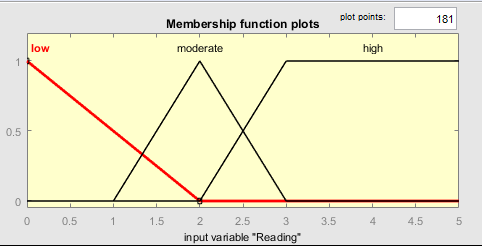 Membership function plots
plot points:
181
low
moderate
high
1
0.5
0
0
0.5
1
1.5
2
2.5
3
3.5
4
4.5
5
input variable "Reading"